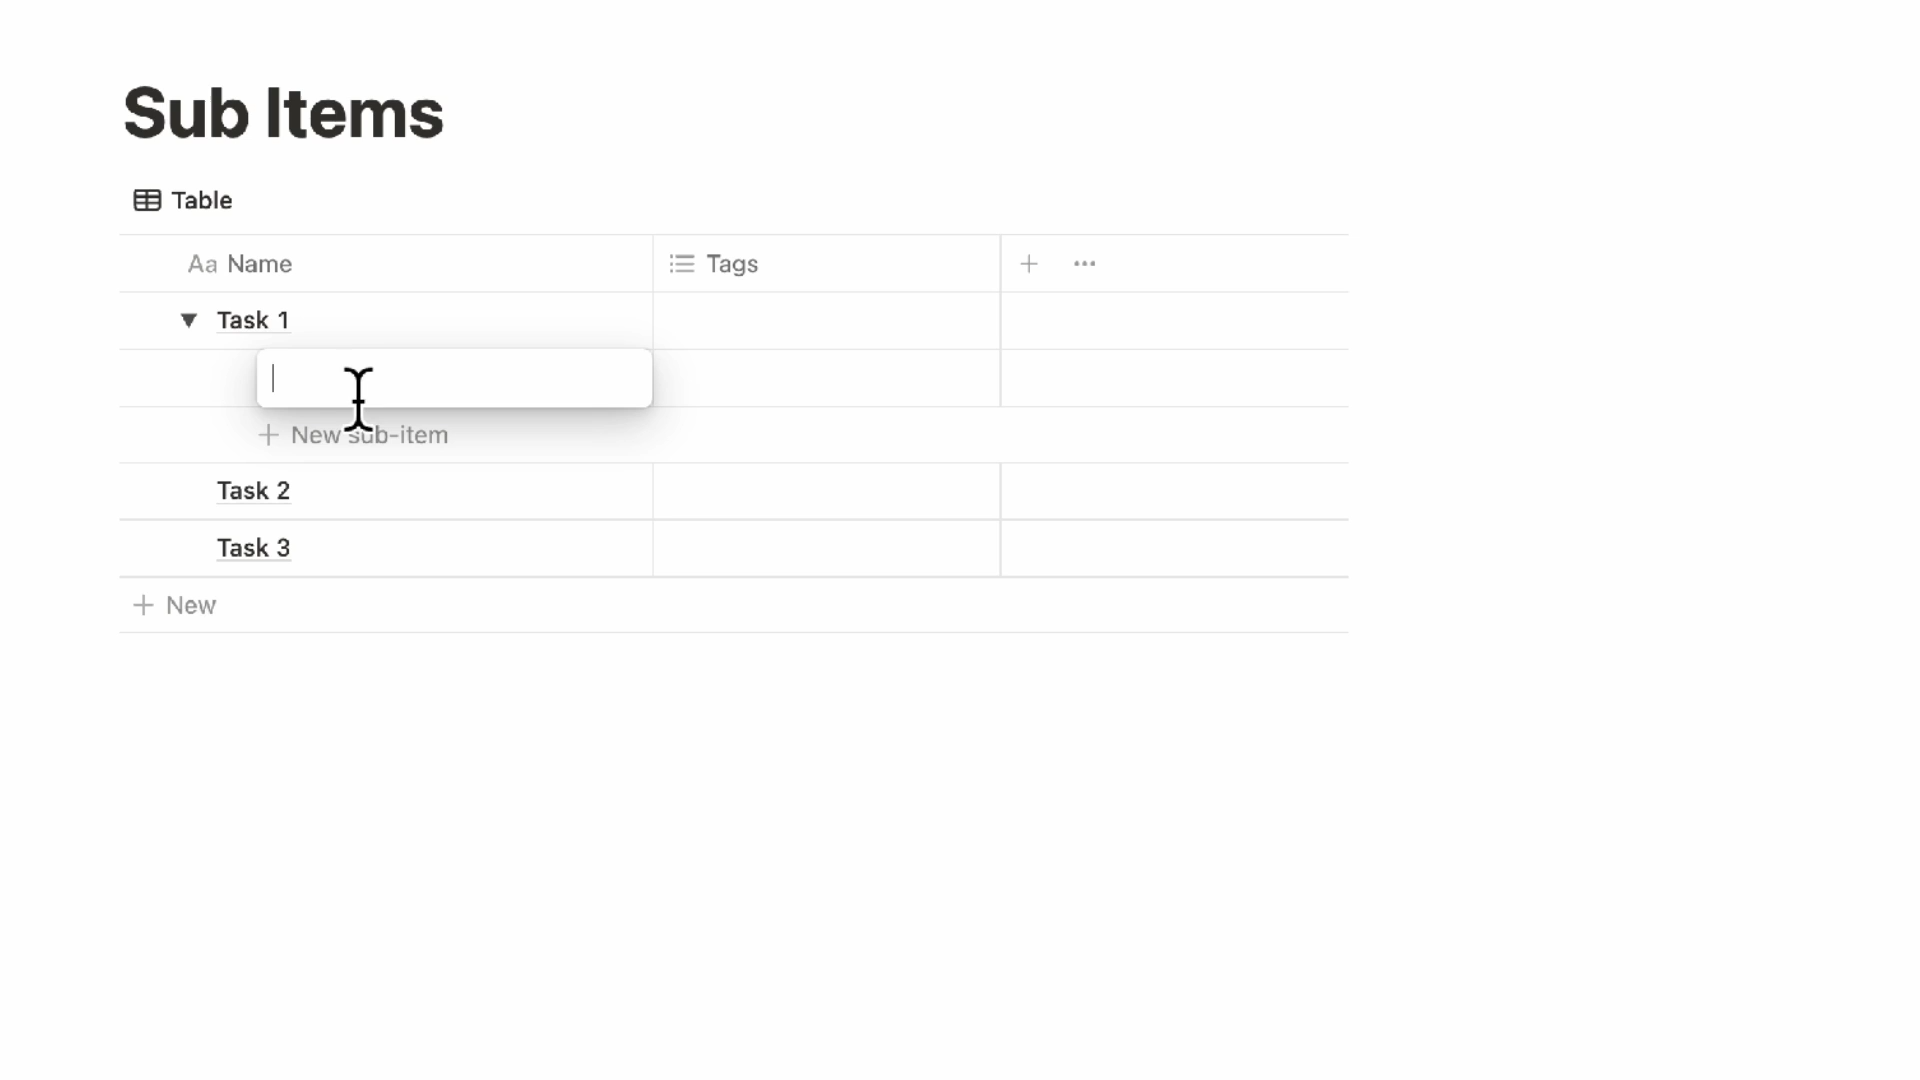 Sub Items
Table
Aa Name Tags
Task 1
New sub-item
Task 2
Task 3
New